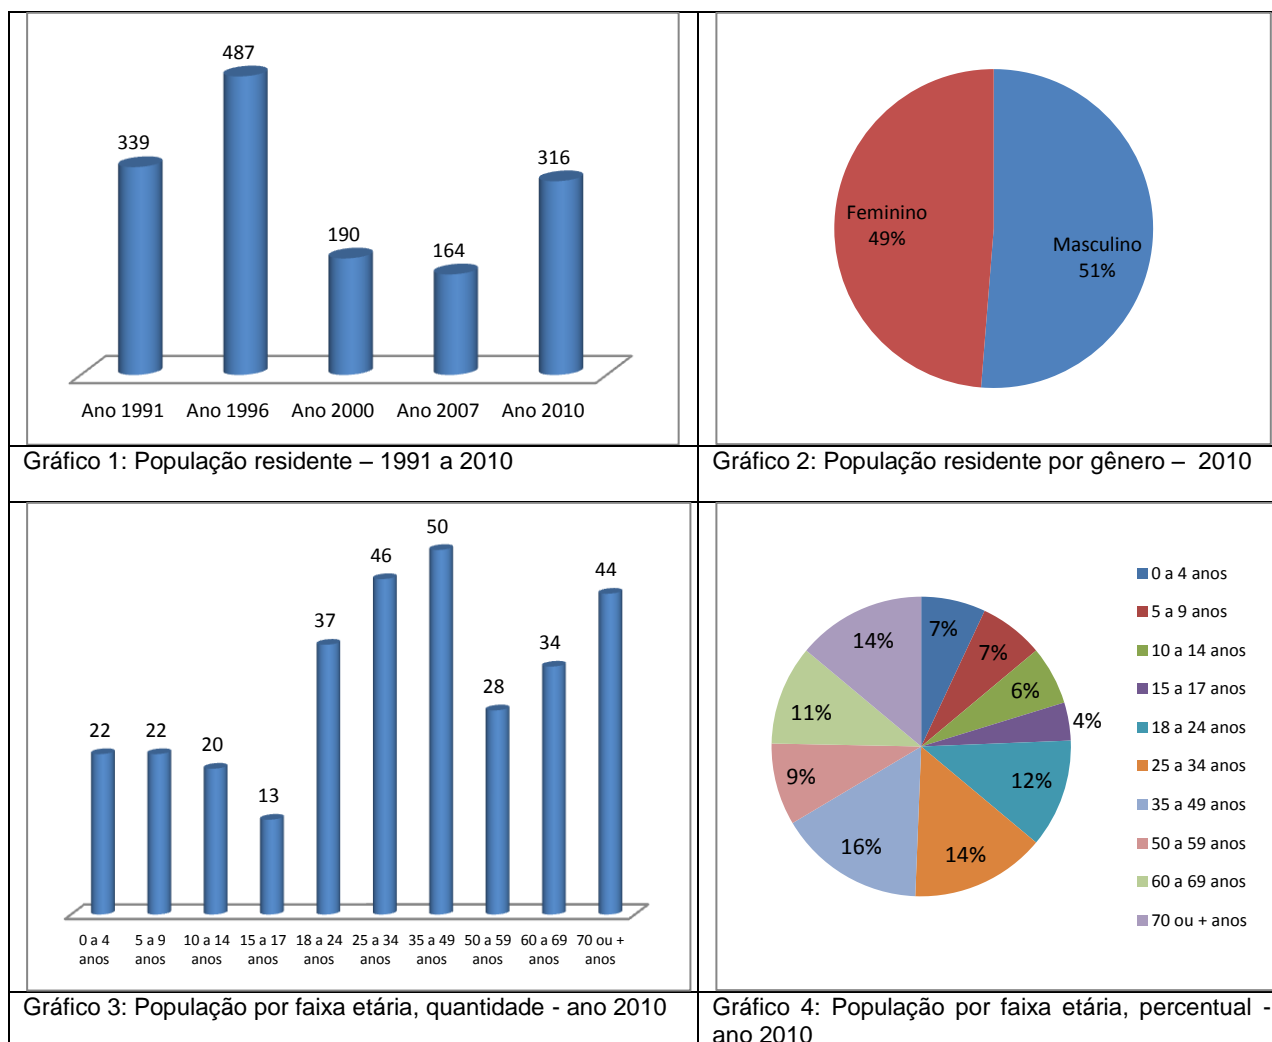 487
339
316
190
164
Ano 1991 Ano 1996 Ano 2000 Ano 2007 Ano 2010
Gráfico 1: População residente – 1991 a 2010
Feminino
49%
Masculino
51%
Gráfico 2: População residente por gênero – 2010
50
46
44
37
34
28
22 22 20
13
0 a 4 5 a 9 10 a 14 15 a 17 18 a 24 25 a 34 35 a 49 50 a 59 60 a 69 70 ou +
anos anos anos anos anos anos anos anos anos anos
Gráfico 3: População por faixa etária, quantidade - ano 2010
7%
7%
6%
4%
12%
14%
16%
9%
11%
14%
0 a 4 anos
5 a 9 anos
10 a 14 anos
15 a 17 anos
18 a 24 anos
25 a 34 anos
35 a 49 anos
50 a 59 anos
60 a 69 anos
70 ou + anos
Gráfico 4: População por faixa etária, percentual -
ano 2010